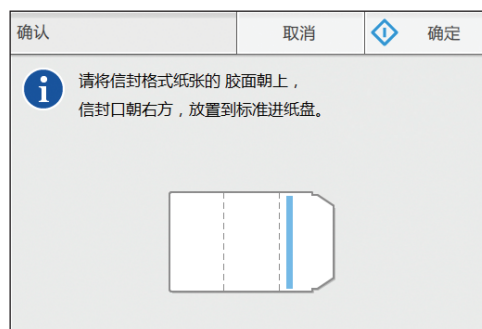 确认
取消
确定
请将信封格式纸张的 胶面朝上，
信封口朝右方，放置到标准进纸盘。